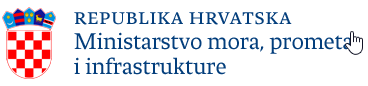 REPUBLIKA HRVATSKA
Ministarstvo mora, prometa
i infrastrukture